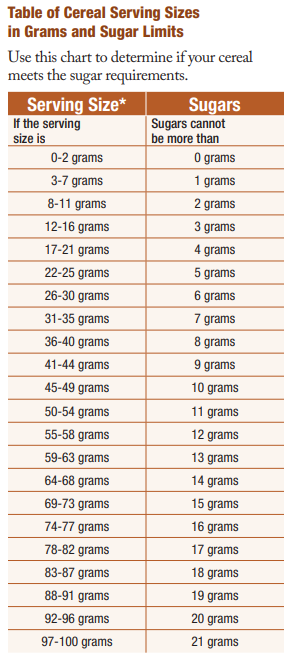 Table of Cereal Serving Sizes
in Grams and Sugar Limits
Use this chart to determine if your cereal
meets the sugar requirements.
Serving Size* Sugars
If the serving Sugars cannot
size is be more than
0-2 grams 0 grams
3-7 grams 1 grams
8-11 grams 2 grams
12-16 grams 3 grams
17-21 grams 4 grams
22-25 grams 5 grams
26-30 grams 6 grams
31-35 grams 7 grams
36-40 grams 8 grams
41-44 grams 9 grams
45-49 grams 10 grams
50-54 grams 11 grams
55-58 grams 12 grams
59-63 grams 13 grams
64-68 grams 14 grams
69-73 grams 15 grams
74-77 grams 16 grams
78-82 grams 17 grams
83-87 grams 18 grams
88-91 grams 19 grams
92-96 grams 20 grams
97-100 grams 21 grams